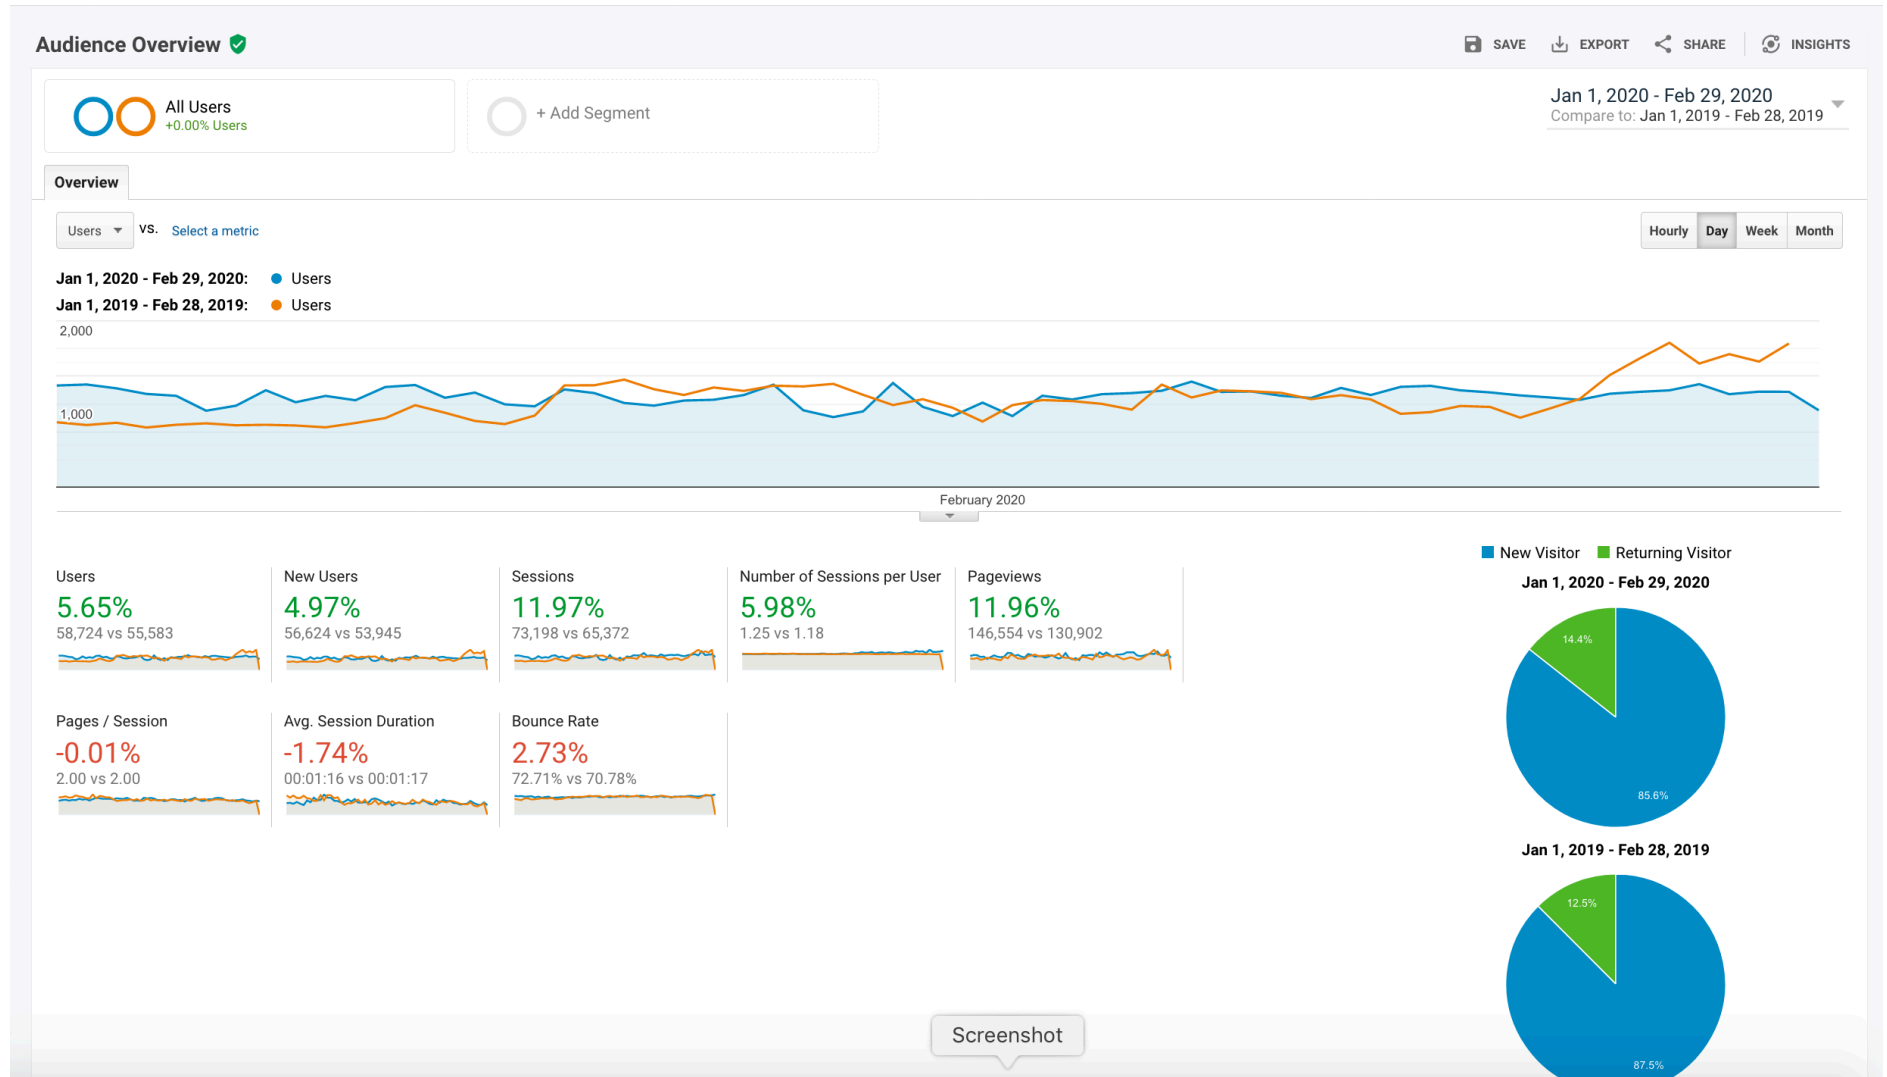 Audience Overview
SAVE
EXPORT
SHARE
INSIGHTS
All Users
+0.00% Users
+ Add Segment
Jan 1, 2020 - Feb 29, 2020
Compare to: Jan 1, 2019 - Feb 28, 2019
Overview
Users
VS.
Select a metric
Hourly
Day
Week
Month
Jan 1, 2020 - Feb 29, 2020: Users
Jan 1, 2019 - Feb 28, 2019: Users
2,000
1,000
February 2020
Users
5.65%
58,724 vs 55,583
New Users
4.97%
56,624 vs 53,945
Sessions
11.97%
73,198 vs 65,372
Number of Sessions per User
5.98%
1.25 vs 1.18
Pageviews
11.96%
146,554 vs 130,902
Pages / Session
-0.01%
2.00 vs 2.00
Avg. Session Duration
-1.74%
00:01:16 vs 00:01:17
Bounce Rate
2.73%
72.71% vs 70.78%
New Visitor
Returning Visitor
Jan 1, 2020 - Feb 29, 2020
14.4%
85.6%
Jan 1, 2019 - Feb 28, 2019
12.5%
87.5%
Screenshot